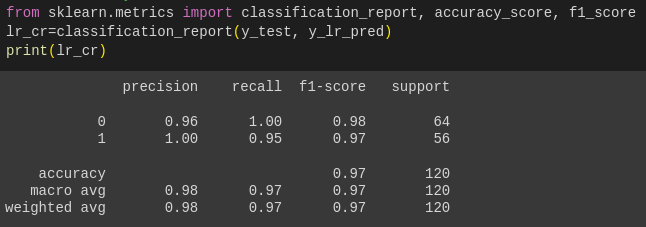 from sklearn.metrics import classification_report, accuracy_score, f1_score
lr_cr=classification_report(y_test, y_lr_pred)
print(lr_cr)
precision recall f1-score support
0 0.96 1.00 0.98 64
1 1.00 0.95 0.97 56
accuracy 0.97 120
macro avg 0.98 0.97 0.97 120
weighted avg 0.98 0.97 0.97 120